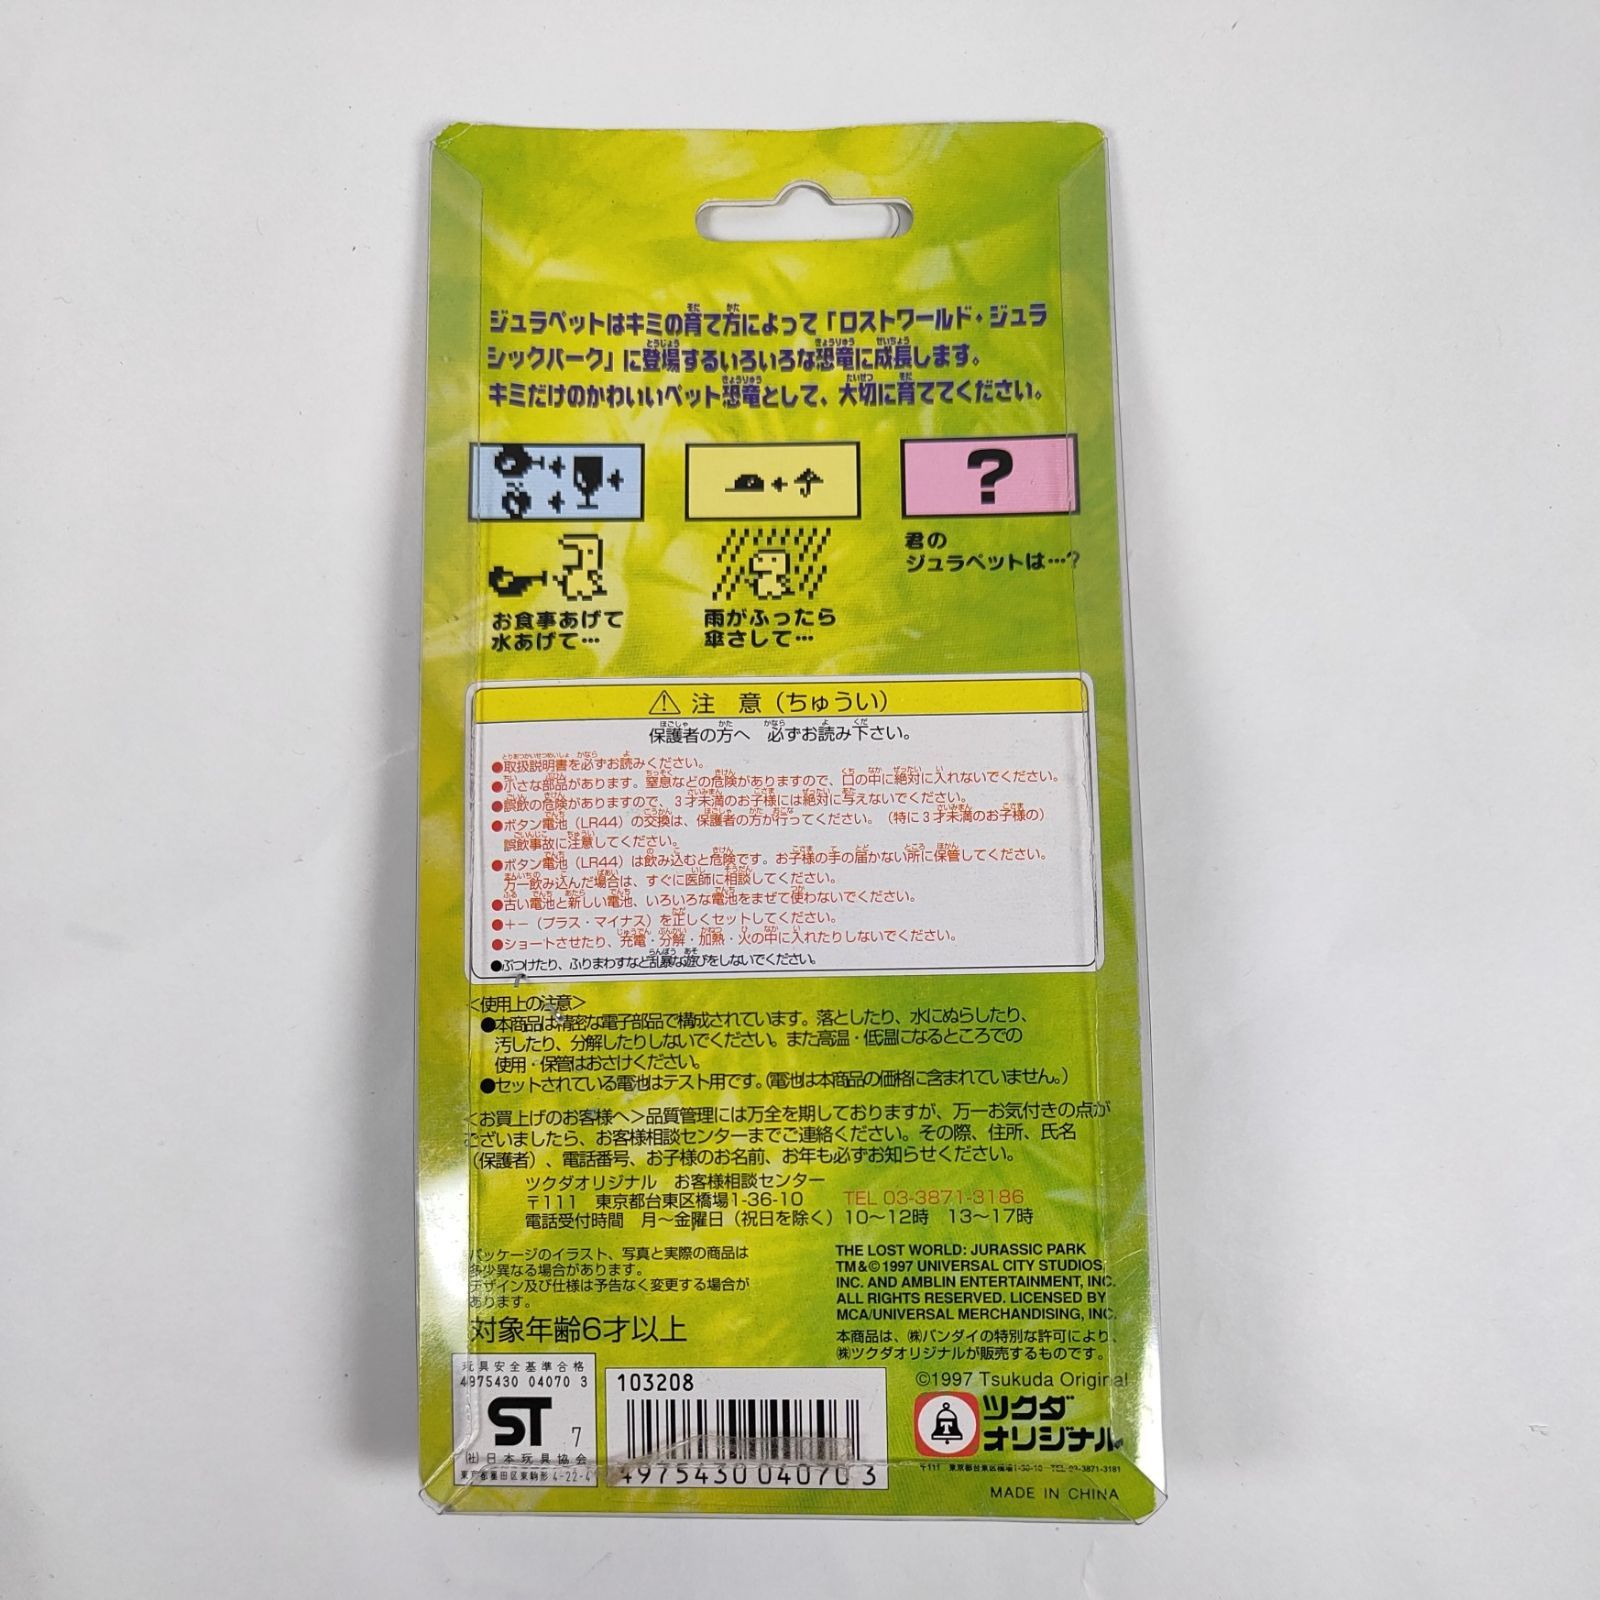 ジュラペットはキミの育て方によって「ロストワールド・ジュラ
シックパーク」に登場するいろいろな恐竜に成長します。
キミだけのかわいいペット恐竜として、大切に育ててください。
?
お食事あげて
水あげて…
雨がふったら
傘さして…
君の
ジュラペットは…?
注 意（ちゅうい）
保護者の方へ 必ずお読み下さい。
●取扱説明書を必ずお読みください。
●小さな部品があります。窒息などの危険がありますので、口の中に絶対に入れないでください。
●誤飲の危険がありますので、3才未満のお子様には絶対に与えないでください。
●ボタン電池（LR44）の交換は、保護者の方が行ってください。（特に3才未満のお子様の）
誤飲事故に注意してください。
●ボタン電池（LR44）は飲み込むと危険です。お子様の手の届かない所に保管してください。
万一飲み込んだ場合は、すぐに医師に相談してください。
●古い電池と新しい電池、いろいろな電池をまぜて使わないでください。
●+−（プラス・マイナス）を正しくセットしてください。
●ショートさせたり、充電・分解・加熱・火の中に入れたりしないでください。
●ぶつけたり、ふりまわすなど乱暴な遊びをしないでください。
＜使用上の注意＞
●本商品は精密な電子部品で構成されています。落としたり、水にぬらしたり、
汚したり、分解したりしないでください。また高温・低温になるところでの
使用・保管はおさけください。
●セットされている電池はテスト用です。（電池は本商品の価格に含まれていません。）
＜お買上げのお客様へ＞品質管理には万全を期しておりますが、万一お気付きの点が
ございましたら、お客様相談センターまでご連絡ください。その際、住所、氏名
（保護者）、電話番号、お子様のお名前、お年も必ずお知らせください。
ツクダオリジナル お客様相談センター
〒111 東京都台東区橋場1-36-10 TEL 03-3871-3186
電話受付時間 月〜金曜日（祝日を除く）10〜12時 13〜17時
パッケージのイラスト、写真と実際の商品は
多少異なる場合があります。
デザイン及び仕様は予告なく変更する場合が
あります。
対象年齢6才以上
THE LOST WORLD: JURASSIC PARK
TM&©1997 UNIVERSAL CITY STUDIOS,
INC. AND AMBLIN ENTERTAINMENT, INC.
ALL RIGHTS RESERVED. LICENSED BY
MCA/UNIVERSAL MERCHANDISING, INC.
本商品は、㈱バンダイの特別な許可により、
㈱ツクダオリジナルが販売するものです。
©1997 Tsukuda Original
玩具安全基準合格
4975430 04070 3
ST 7
（社）日本玩具協会
東京都墨田区東駒形4-22-4
103208
4975430 040703
T
ツクダ
オリジナル
〒111 東京都台東区橋場1-36-10 TEL 03-3871-3181
MADE IN CHINA